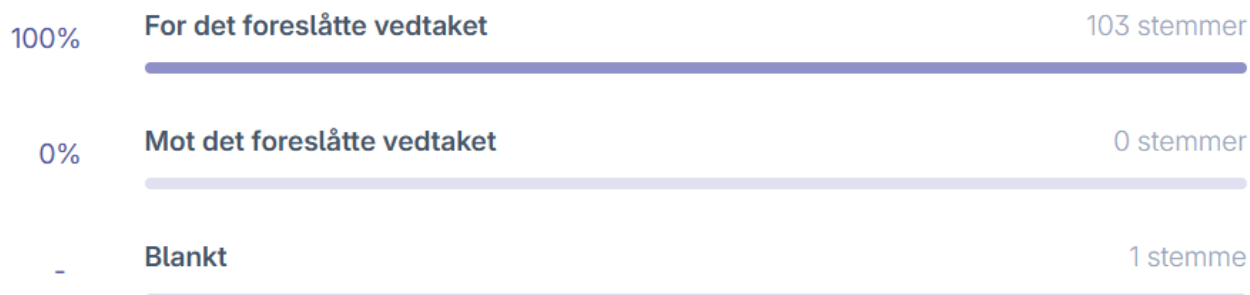 100% For det foreslåtte vedtaket 103 stemmer
0% Mot det foreslåtte vedtaket 0 stemmer
- Blankt 1 stemme